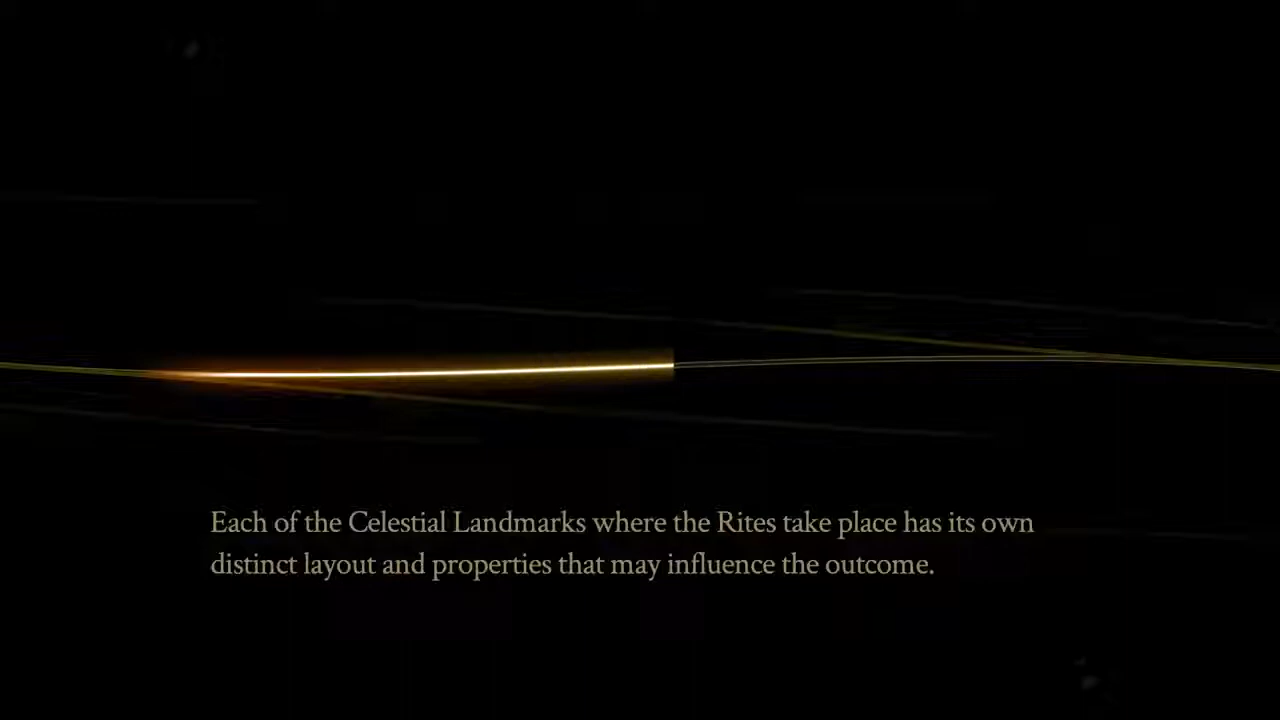 Each of the Celestial Landmarks where the Rites take place has its own
distinct layout and properties that may influence the outcome.